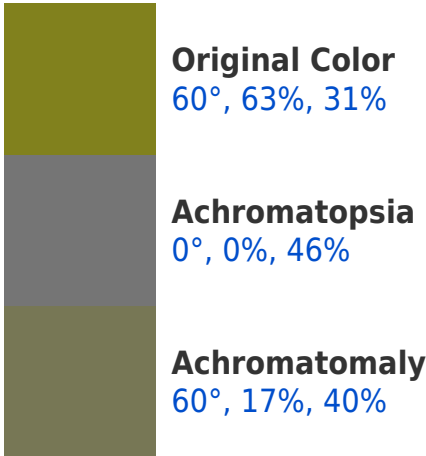 Original Color
60°, 63%, 31%
Achromatopsia
0°, 0%, 46%
Achromatomaly
60°, 17%, 40%